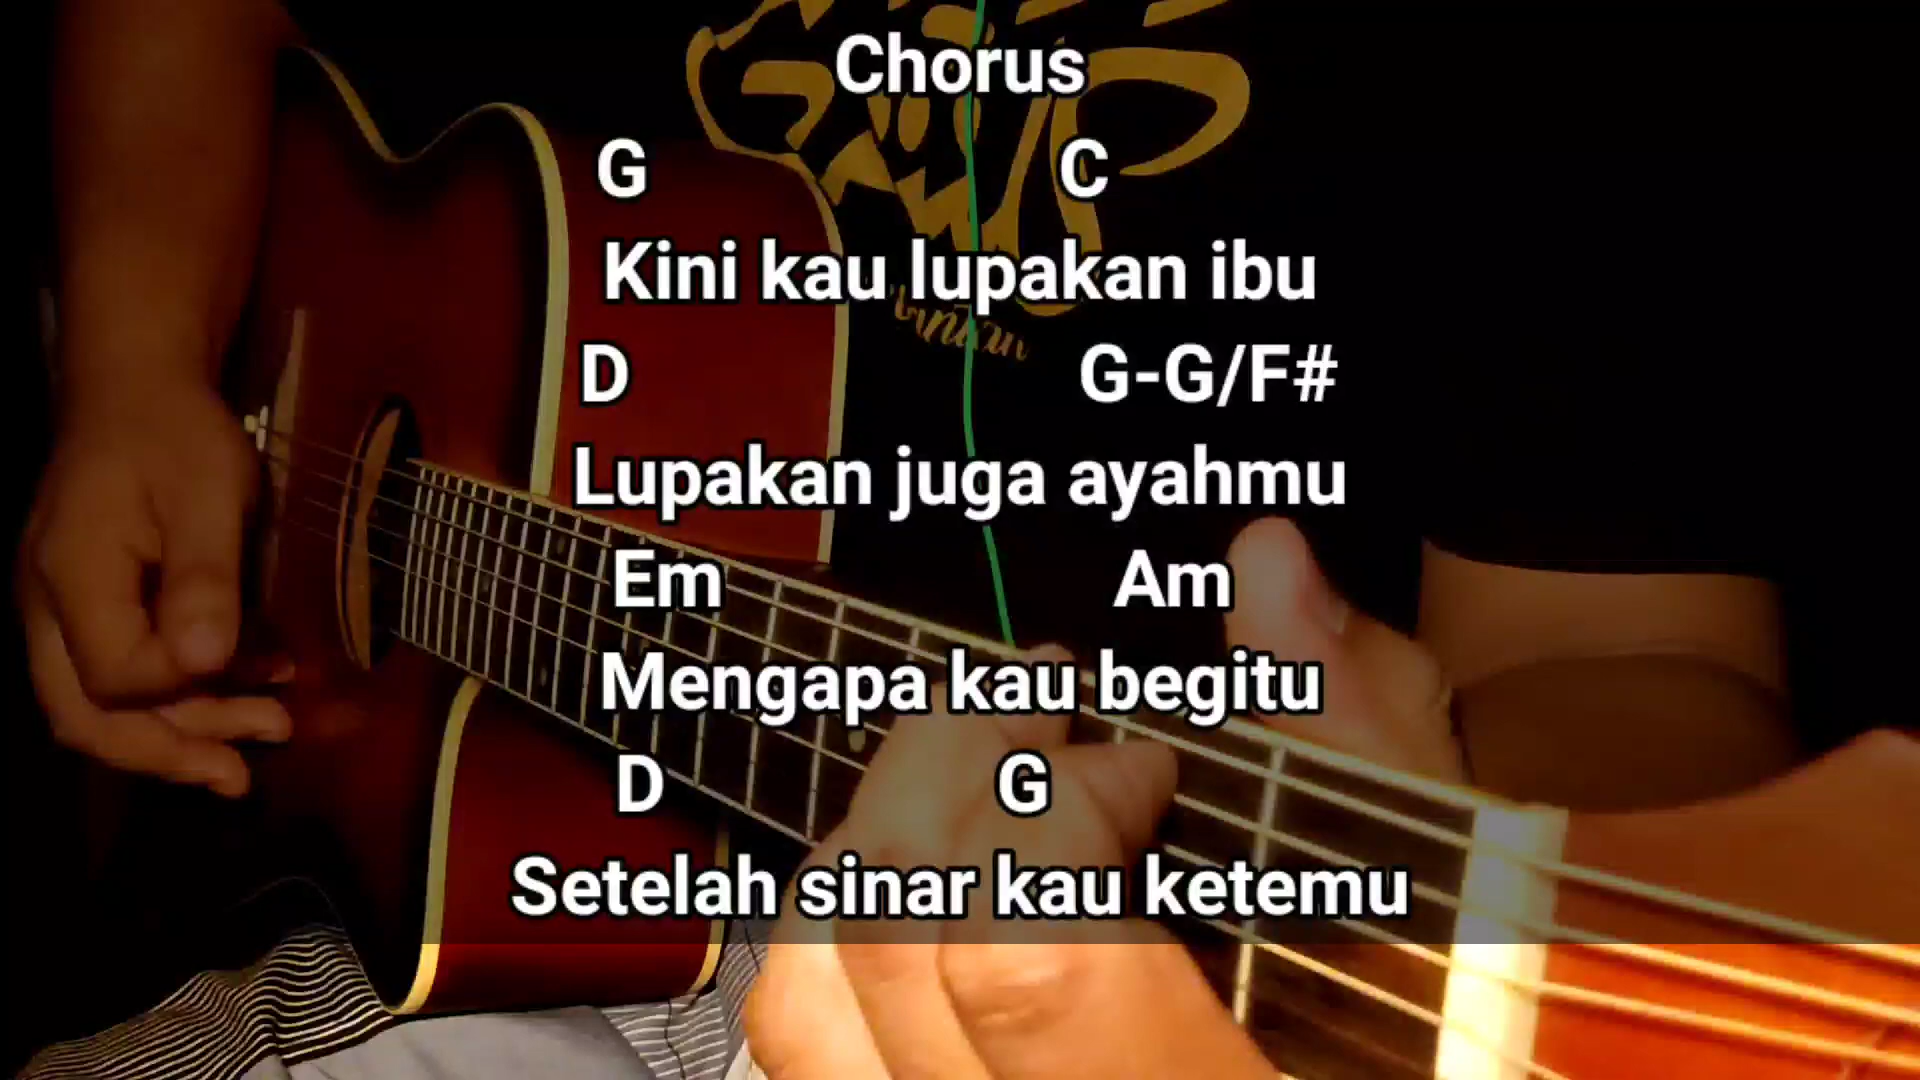 Chorus
G C
Kini kau lupakan ibu
D G-G/F#
Lupakan juga ayahmu
Em Am
Mengapa kau begitu
D G
Setelah sinar kau ketemu